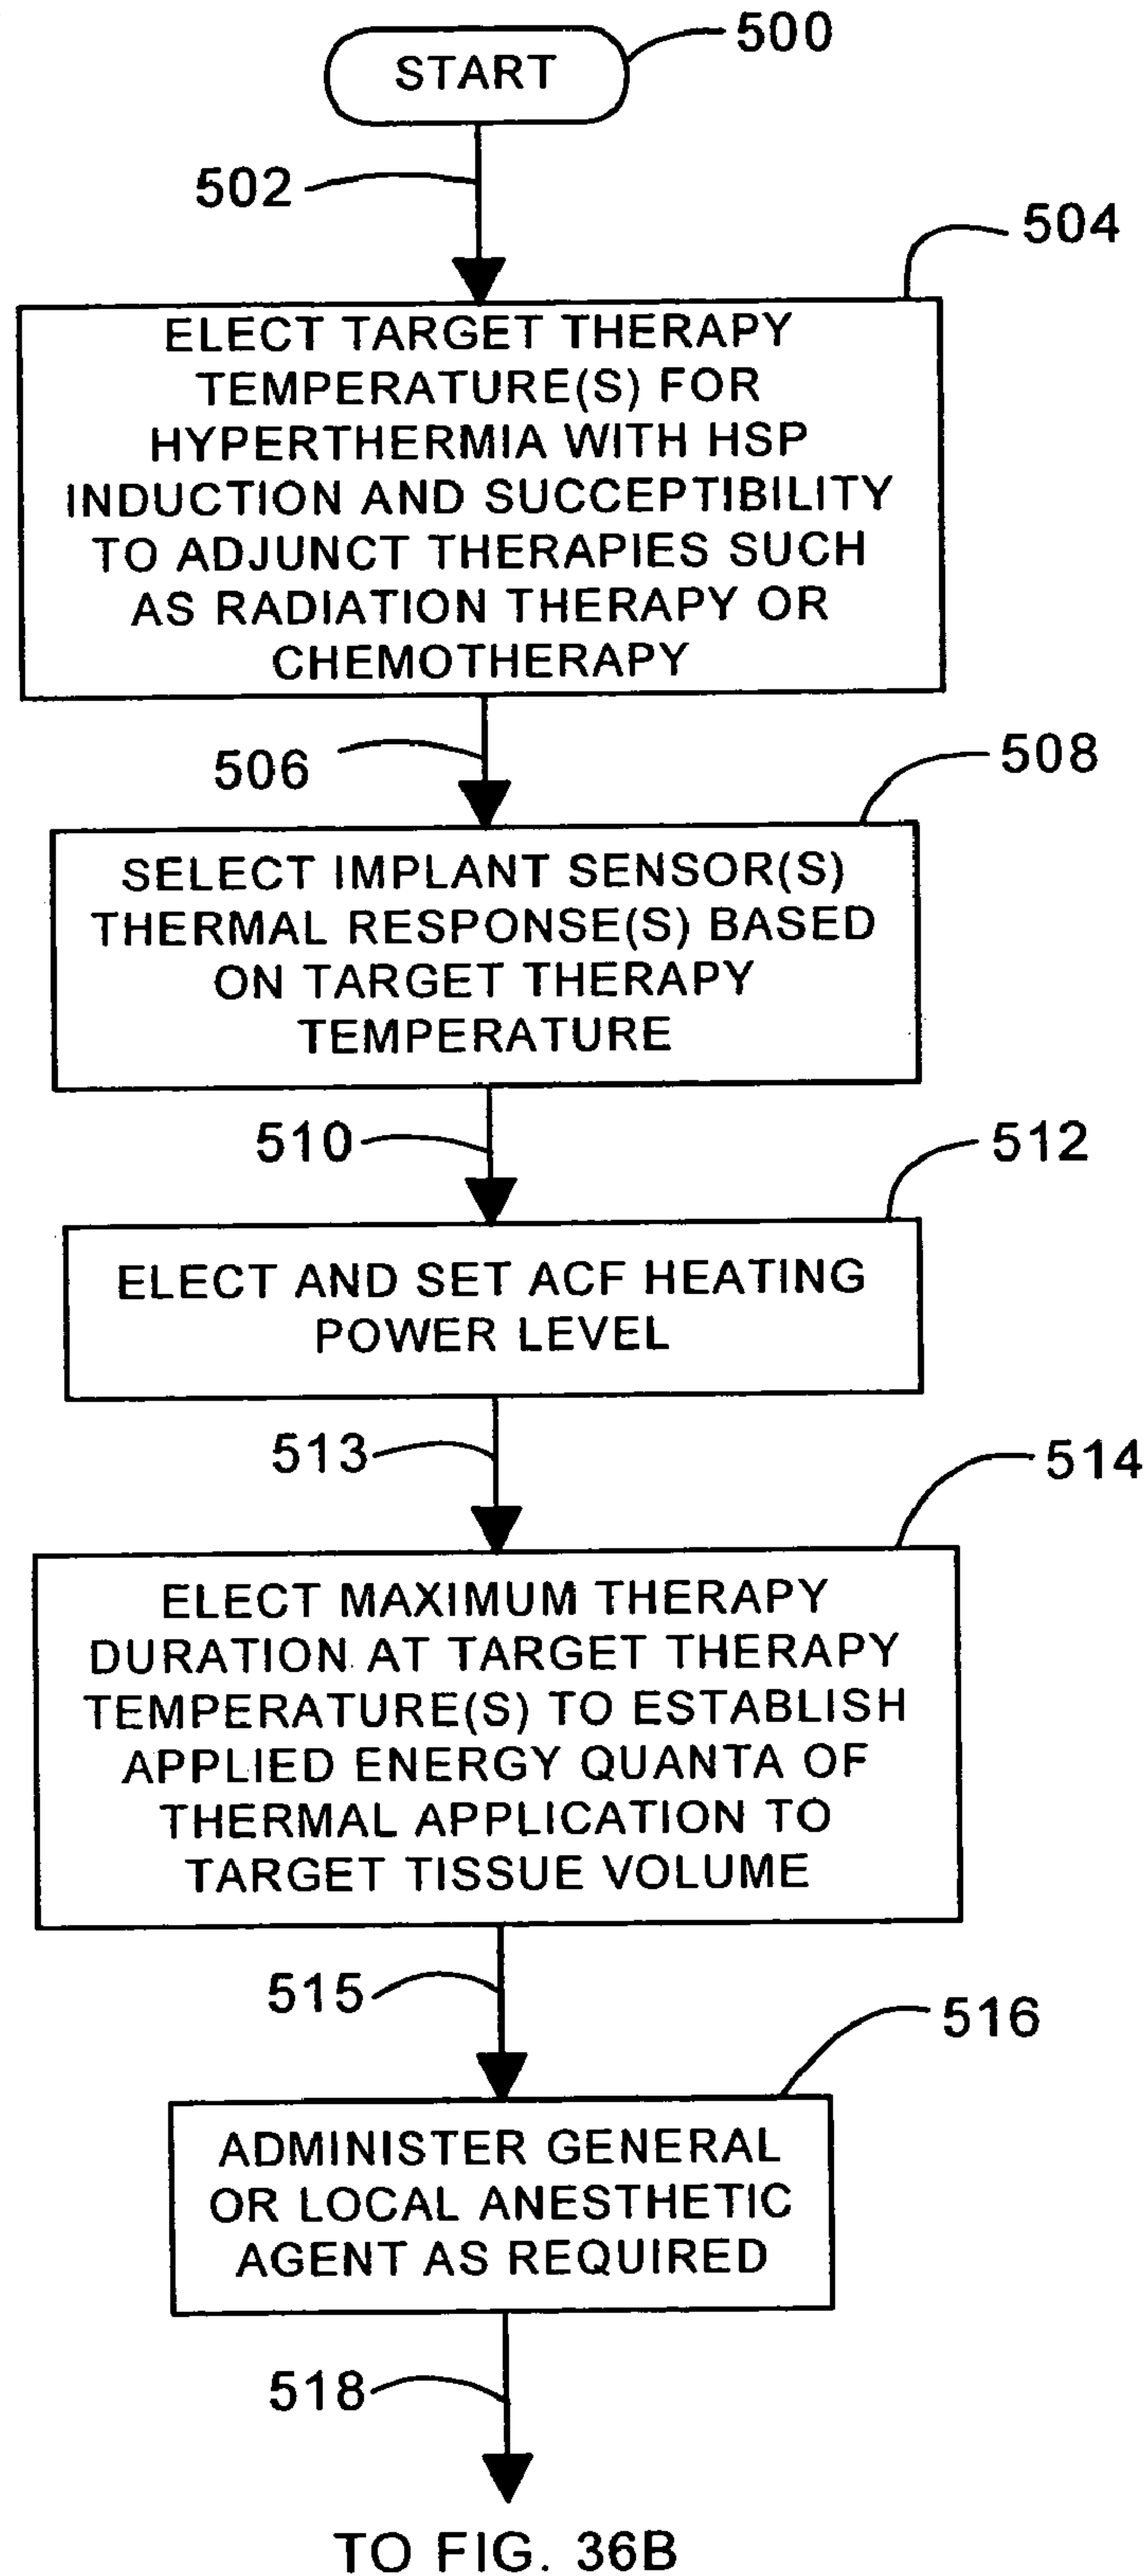 500
START
502
504
ELECT TARGET THERAPY
TEMPERATURE(S) FOR
HYPERTHERMIA WITH HSP
INDUCTION AND SUCCEPTIBILITY
TO ADJUNCT THERAPIES SUCH
AS RADIATION THERAPY OR
CHEMOTHERAPY
506
508
SELECT IMPLANT SENSOR(S)
THERMAL RESPONSE(S) BASED
ON TARGET THERAPY
TEMPERATURE
510
512
ELECT AND SET ACF HEATING
POWER LEVEL
513
514
ELECT MAXIMUM THERAPY
DURATION AT TARGET THERAPY
TEMPERATURE(S) TO ESTABLISH
APPLIED ENERGY QUANTA OF
THERMAL APPLICATION TO
TARGET TISSUE VOLUME
515
516
ADMINISTER GENERAL
OR LOCAL ANESTHETIC
AGENT AS REQUIRED
518
TO FIG. 36B